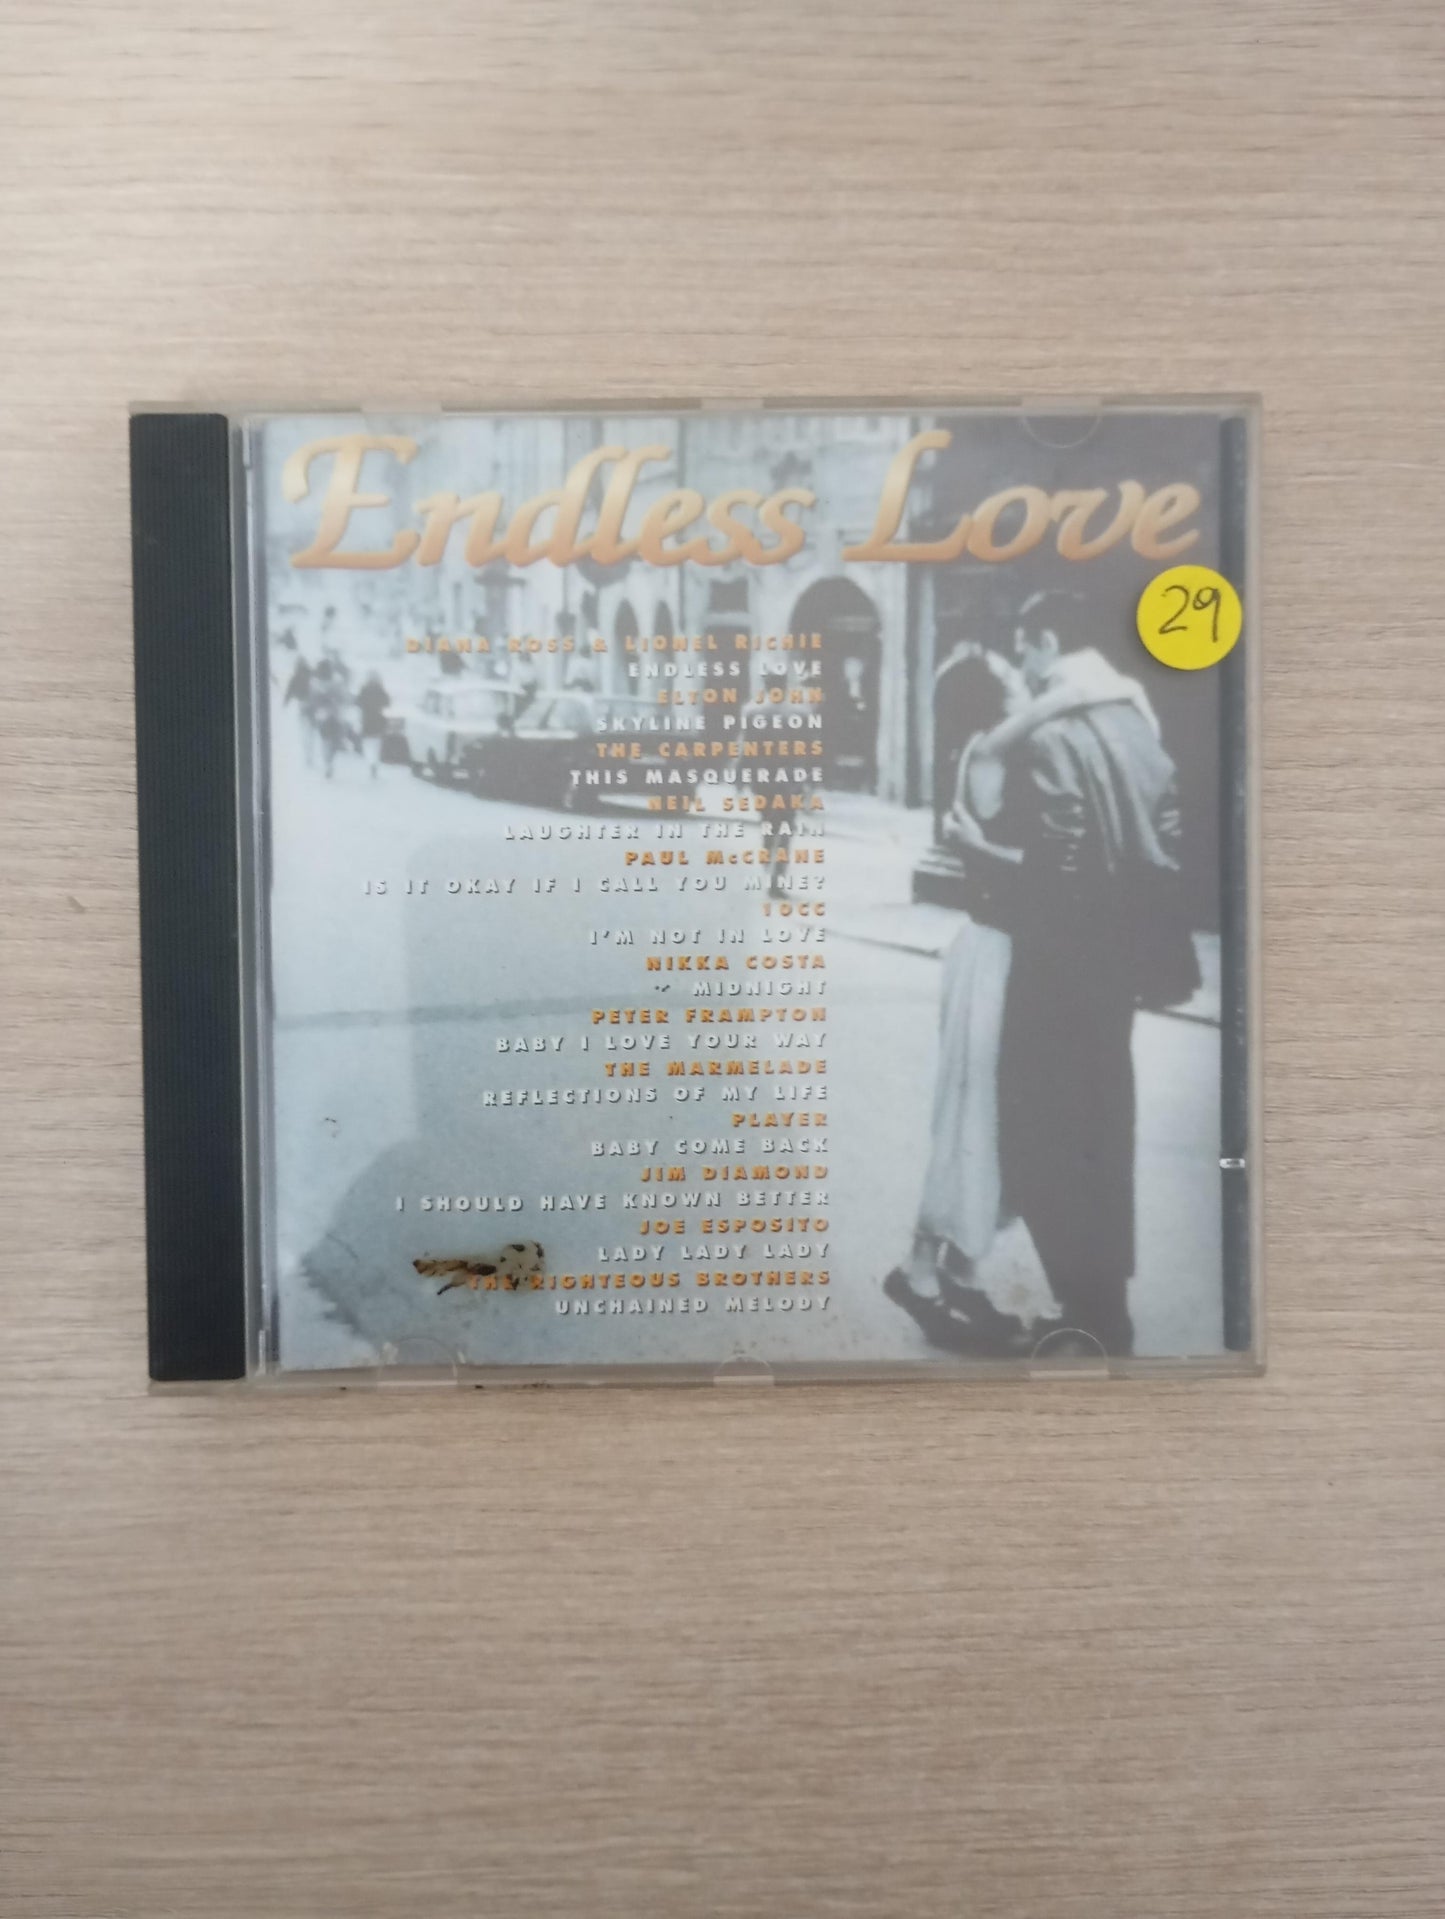 Endless Love
29
DIANA ROSS & LIONEL RICHIE
ENDLESS LOVE
ELTON JOHN
SKYLINE PIGEON
THE CARPENTERS
THIS MASQUERADE
NEIL SEDAKA
LAUGHTER IN THE RAIN
PAUL McCRANE
IS IT OKAY IF I CALL YOU MINE?
10CC
I'M NOT IN LOVE
NIKKA COSTA
MIDNIGHT
PETER FRAMPTON
BABY I LOVE YOUR WAY
THE MARMELADE
REFLECTIONS OF MY LIFE
PLAYER
BABY COME BACK
JIM DIAMOND
I SHOULD HAVE KNOWN BETTER
JOE ESPOSITO
LADY LADY LADY
THE RIGHTEOUS BROTHERS
UNCHAINED MELODY